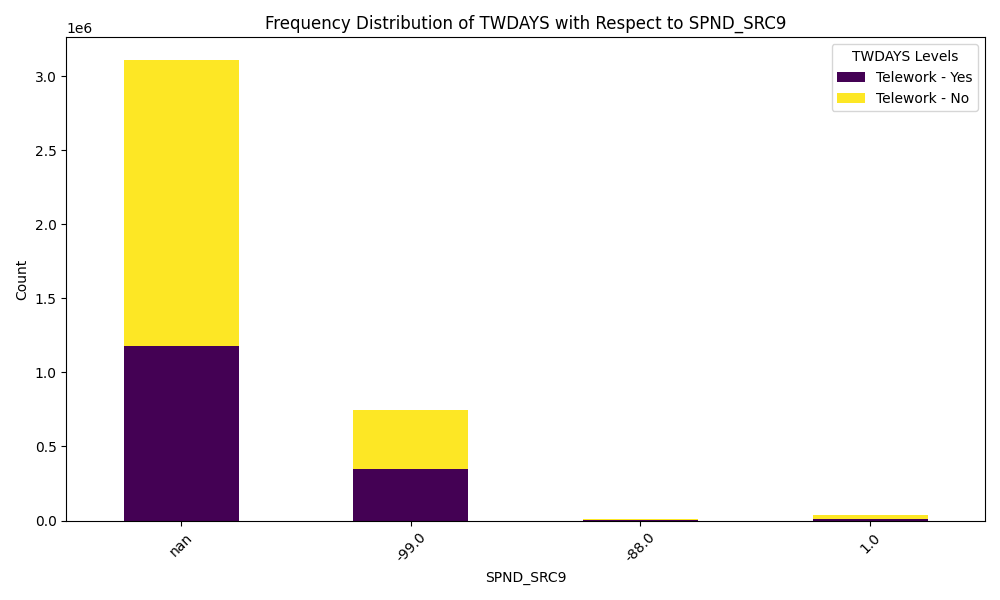 Frequency Distribution of TWDAYS with Respect to SPND_SRC9
1e6
TWDAYS Levels
Telework - Yes
Telework - No
3.0
2.5
2.0
1.5
1.0
0.5
0.0
Count
nan
-99.0
-88.0
1.0
SPND_SRC9